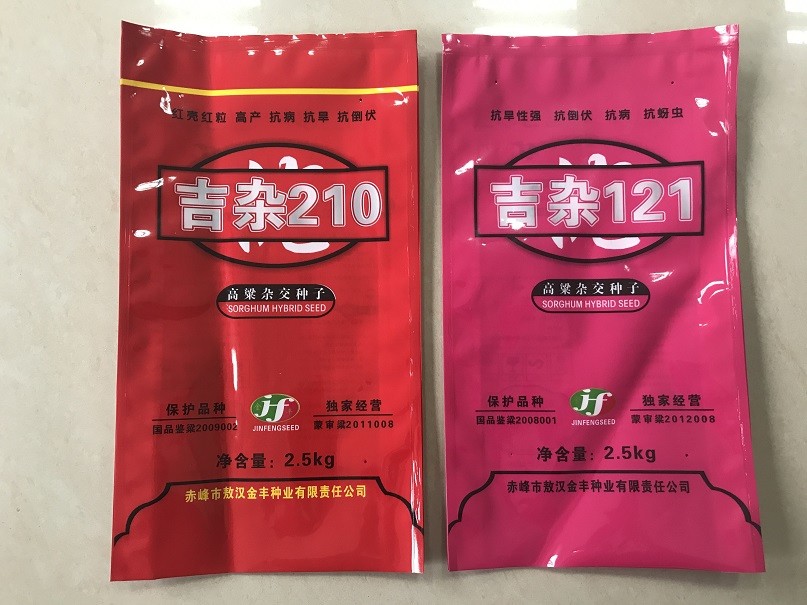 红壳红粒 高产 抗病 抗旱 抗倒伏
吉杂210
高粱杂交种子
SORGHUM HYBRID SEED
保护品种
国品鉴粱2009002
jf
JINFENGSEED
独家经营
蒙审粱2011008
净含量: 2.5kg
赤峰市敖汉金丰种业有限责任公司
抗旱性强 抗倒伏 抗病 抗蚜虫
吉杂121
高粱杂交种子
SORGHUM HYBRID SEED
保护品种
国品鉴粱2008001
jf
JINFENGSEED
独家经营
蒙审粱2012008
净含量: 2.5kg
赤峰市敖汉金丰种业有限责任公司